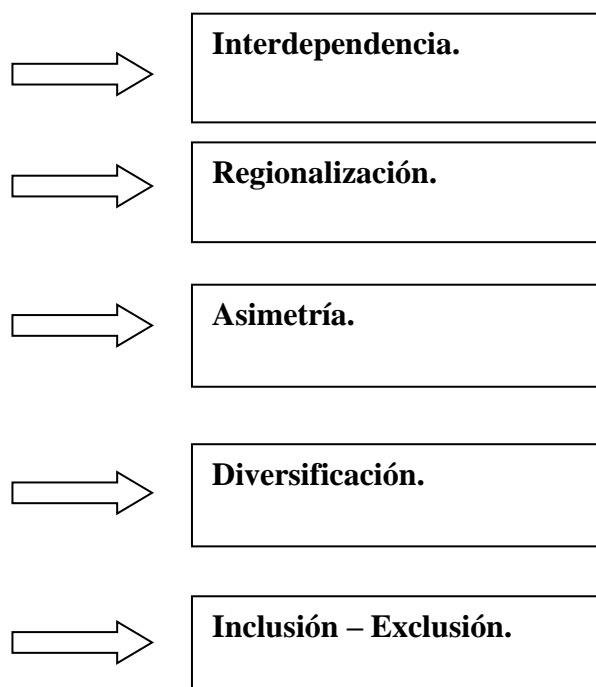 Interdependencia.
Regionalización.
Asimetría.
Diversificación.
Inclusión – Exclusión.